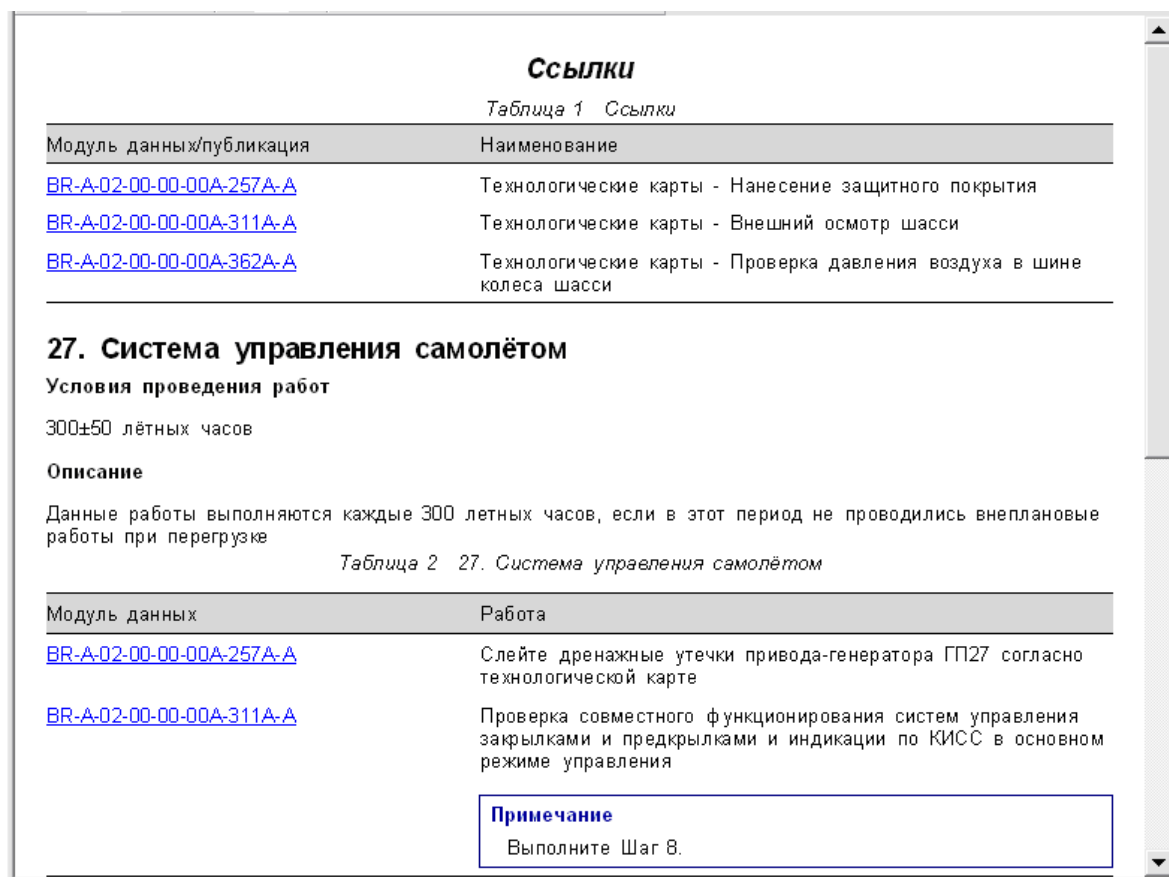 Ссылки
Таблица 1 Ссылки
Модуль данных/публикация Наименование
BR-A-02-00-00-00A-257A-A Технологические карты - Нанесение защитного покрытия
BR-A-02-00-00-00A-311A-A Технологические карты - Внешний осмотр шасси
BR-A-02-00-00-00A-362A-A Технологические карты - Проверка давления воздуха в шине
колеса шасси
27. Система управления самолётом
Условия проведения работ
300±50 лётных часов
Описание
Данные работы выполняются каждые 300 летных часов, если в этот период не проводились внеплановые
работы при перегрузке
Таблица 2 27. Система управления самолётом
Модуль данных Работа
BR-A-02-00-00-00A-257A-A Слейте дренажные утечки привода-генератора ГП27 согласно
технологической карте
BR-A-02-00-00-00A-311A-A Проверка совместного функционирования систем управления
закрылками и предкрылками и индикации по КИСС в основном
режиме управления
Примечание
Выполните Шаг 8.